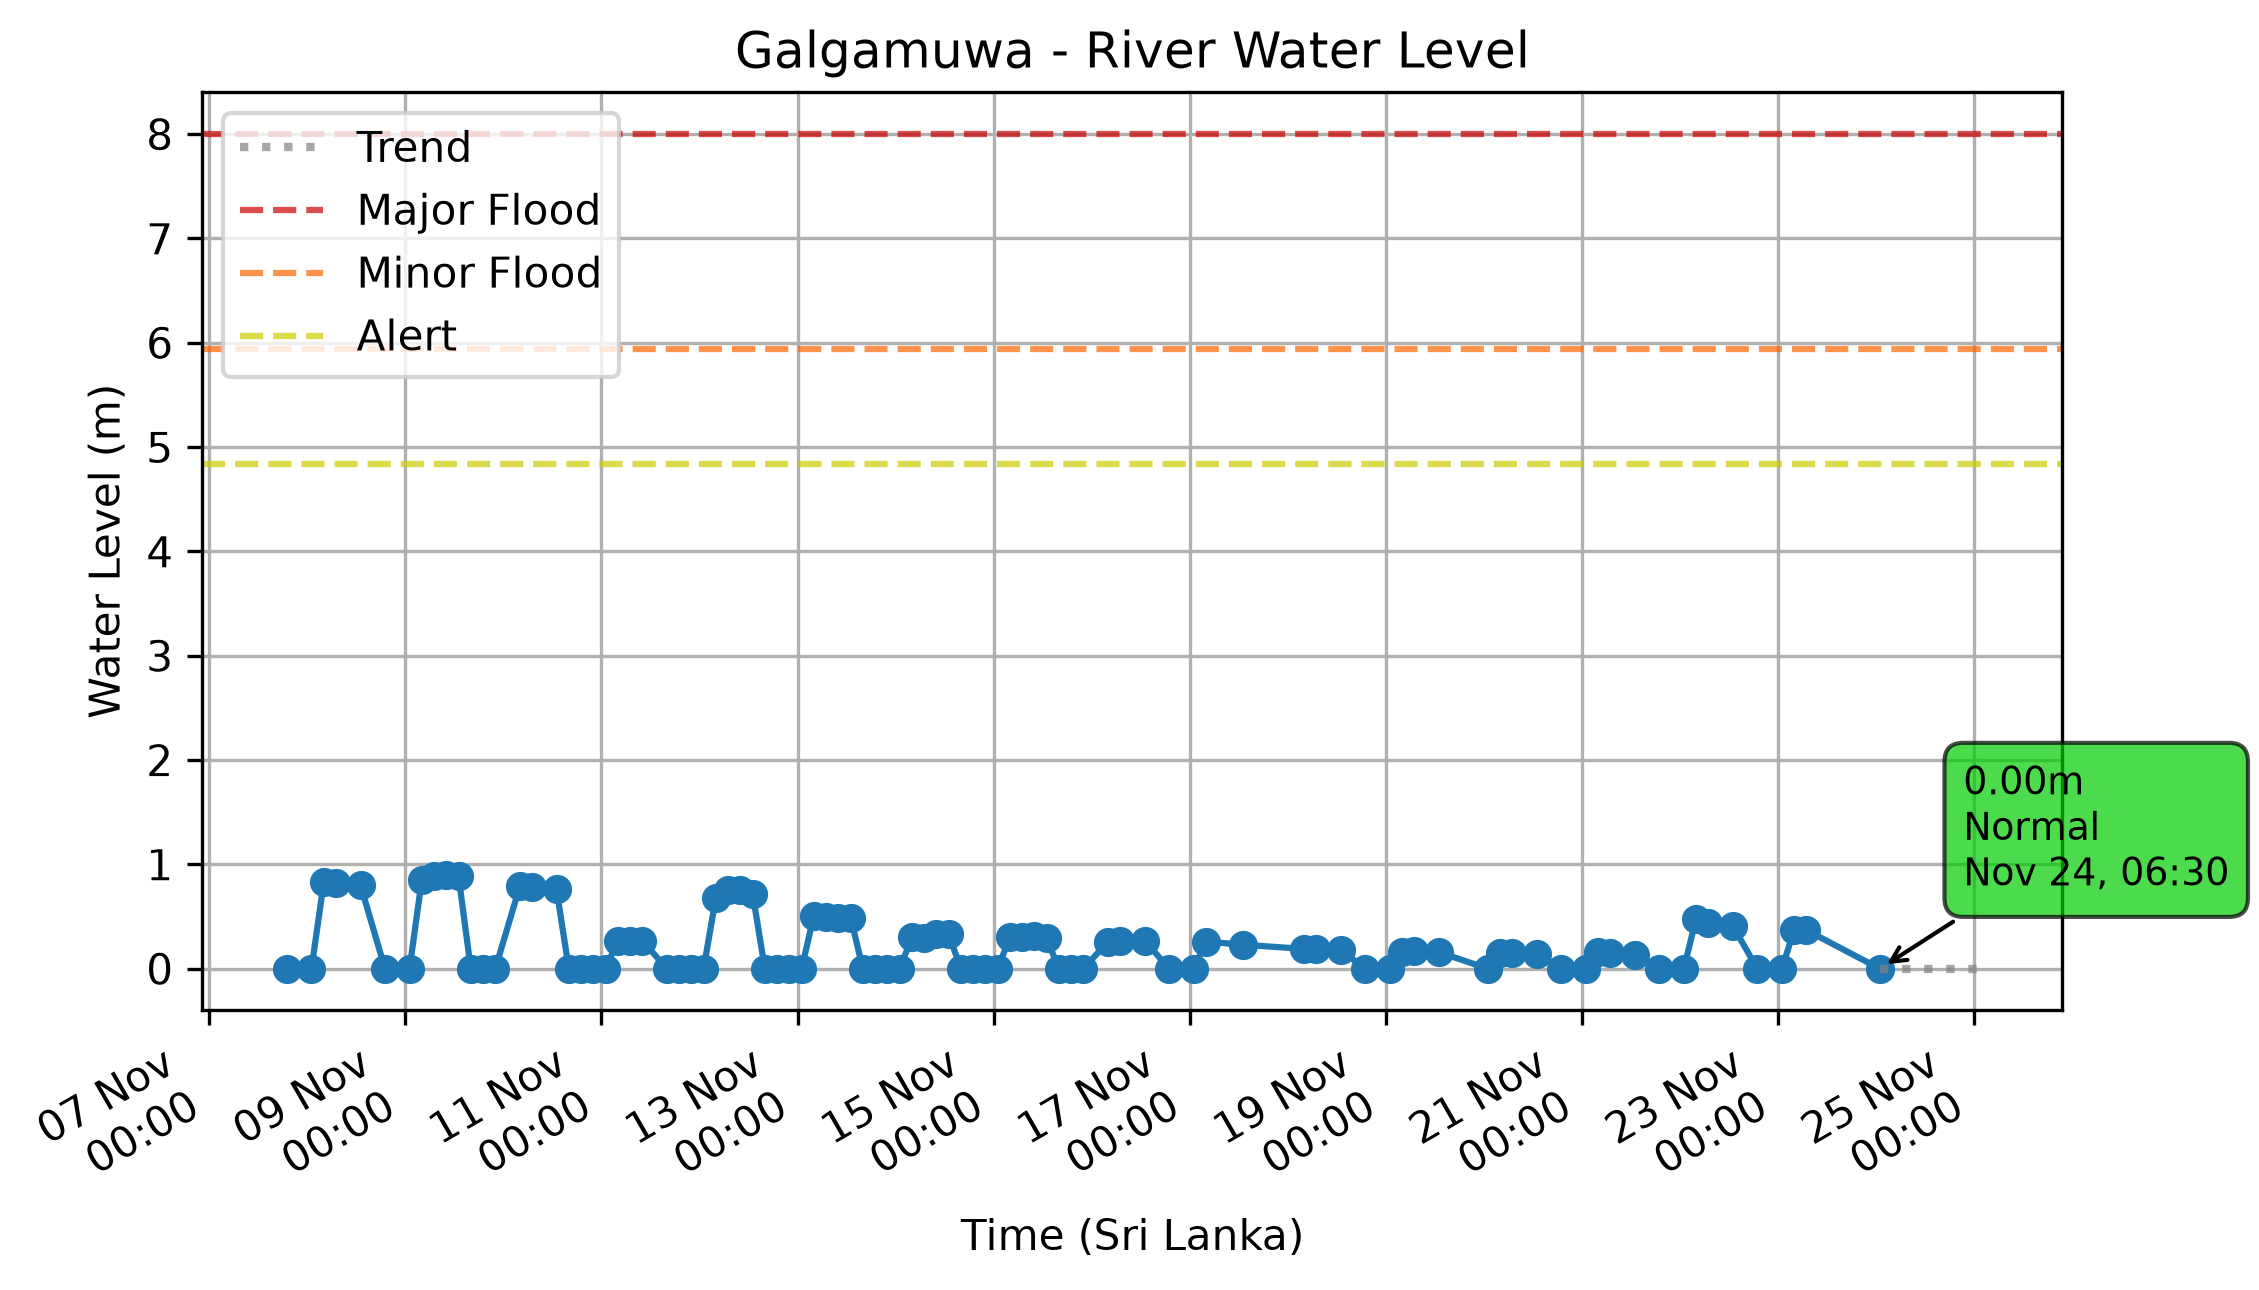 Galgamuwa - River Water Level
Trend
Major Flood
Minor Flood
Alert
8
7
6
5
4
3
2
1
0
Water Level (m)
0.00m
Normal
Nov 24, 06:30
07 Nov
00:00
09 Nov
00:00
11 Nov
00:00
13 Nov
00:00
15 Nov
00:00
17 Nov
00:00
19 Nov
00:00
21 Nov
00:00
23 Nov
00:00
25 Nov
00:00
Time (Sri Lanka)